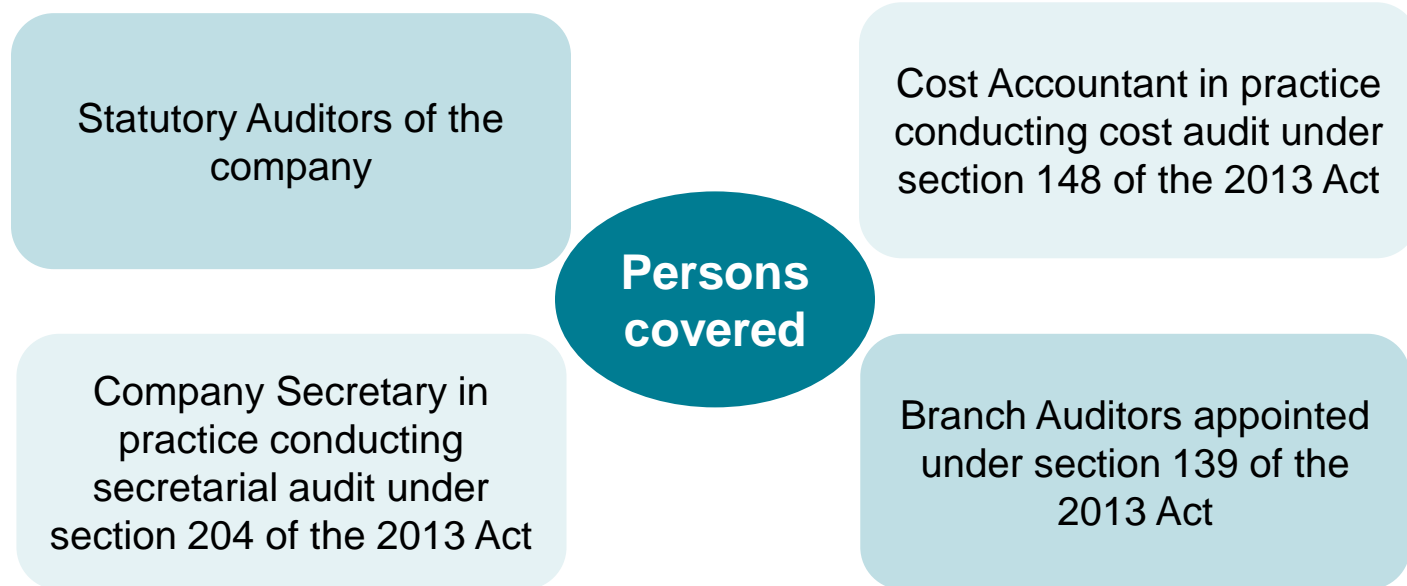 Statutory Auditors of the
company
Cost Accountant in practice
conducting cost audit under
section 148 of the 2013 Act
Persons
covered
Company Secretary in
practice conducting
secretarial audit under
section 204 of the 2013 Act
Branch Auditors appointed
under section 139 of the
2013 Act